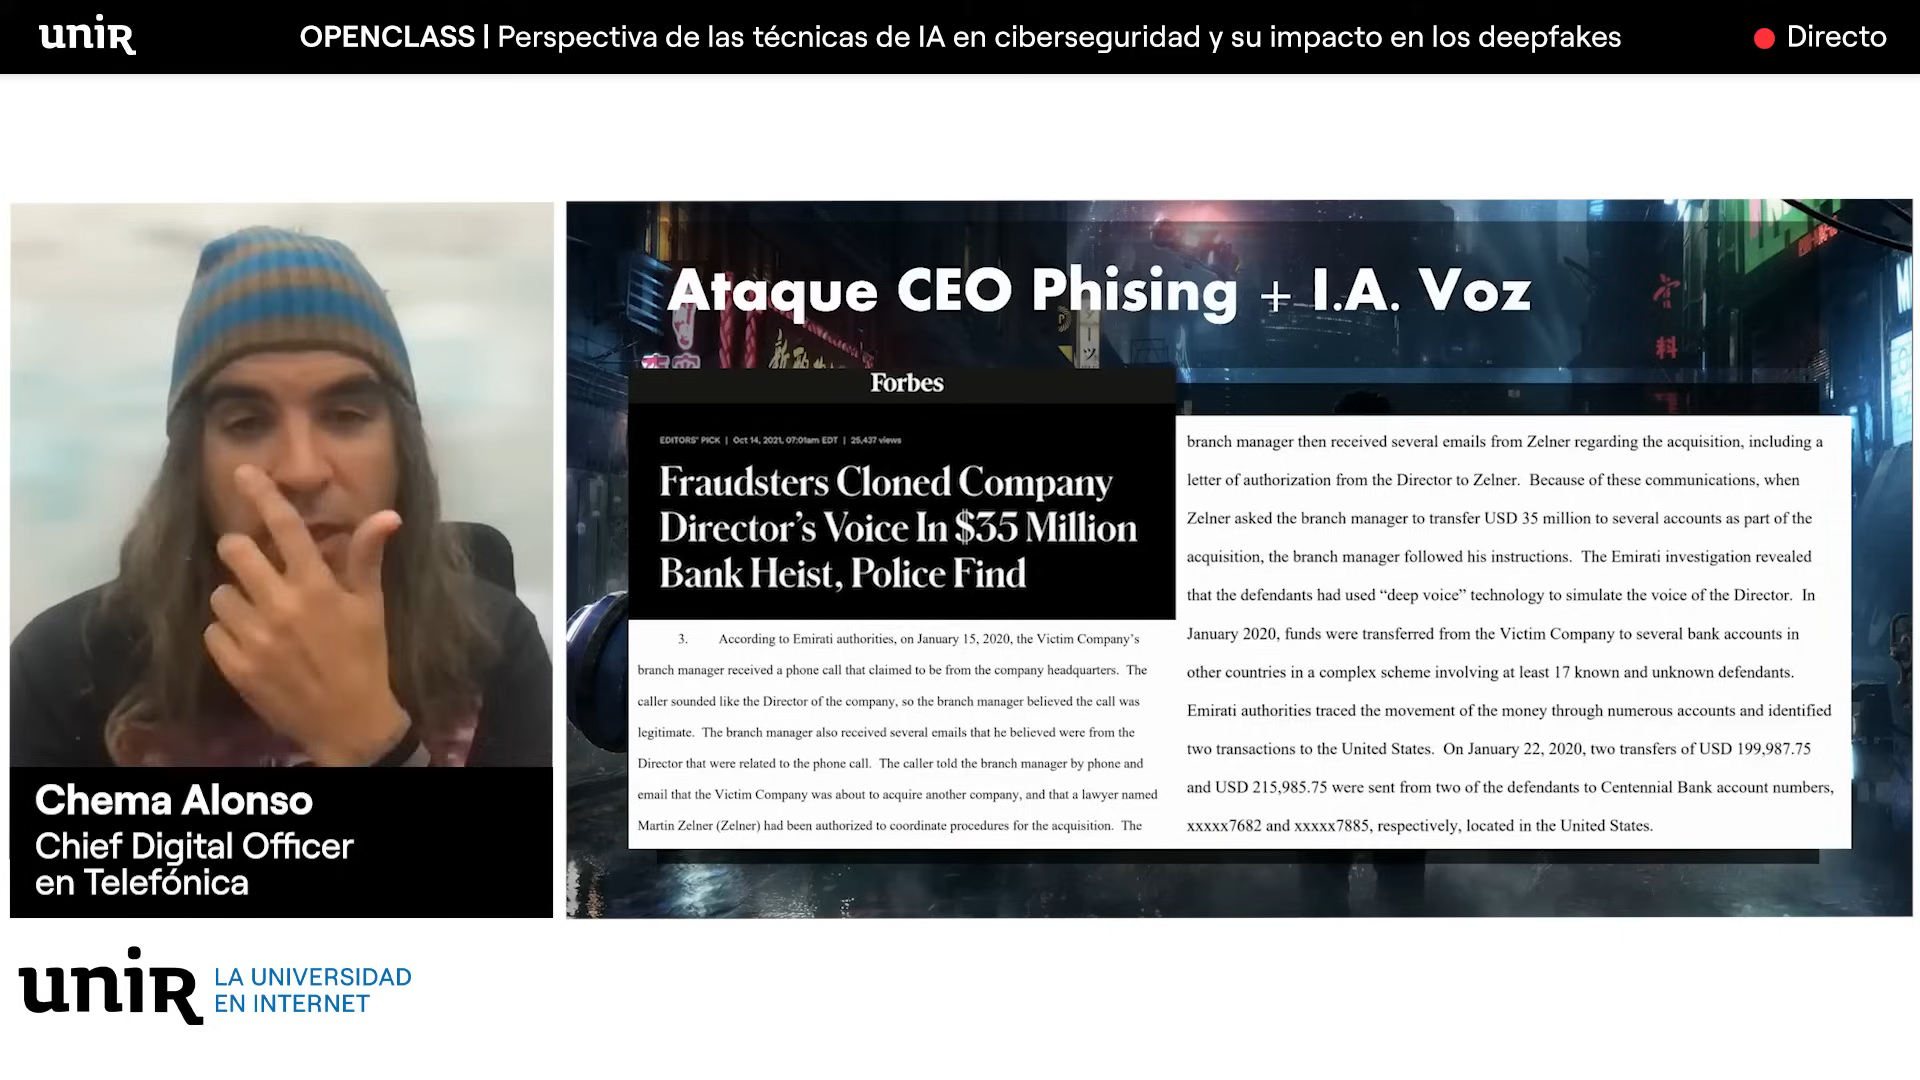 unir
OPENCLASS | Perspectiva de las técnicas de IA en ciberseguridad y su impacto en los deepfakes
Directo
Ataque CEO Phising + I.A. Voz
Forbes
EDITORS' PICK | Oct 14, 2021, 07:01am EDT | 25,437 views
Fraudsters Cloned Company
Director's Voice In $35 Million
Bank Heist, Police Find
3. According to Emirati authorities, on January 15, 2020, the Victim Company's
branch manager received a phone call that claimed to be from the company headquarters. The
caller sounded like the Director of the company, so the branch manager believed the call was
legitimate. The branch manager also received several emails that he believed were from the
Director that were related to the phone call. The caller told the branch manager by phone and
email that the Victim Company was about to acquire another company, and that a lawyer named
Martin Zelner (Zelner) had been authorized to coordinate procedures for the acquisition. The
branch manager then received several emails from Zelner regarding the acquisition, including a
letter of authorization from the Director to Zelner. Because of these communications, when
Zelner asked the branch manager to transfer USD 35 million to several accounts as part of the
acquisition, the branch manager followed his instructions. The Emirati investigation revealed
that the defendants had used “deep voice” technology to simulate the voice of the Director. In
January 2020, funds were transferred from the Victim Company to several bank accounts in
other countries in a complex scheme involving at least 17 known and unknown defendants.
Emirati authorities traced the movement of the money through numerous accounts and identified
two transactions to the United States. On January 22, 2020, two transfers of USD 199,987.75
and USD 215,985.75 were sent from two of the defendants to Centennial Bank account numbers,
xxxxx7682 and xxxxx7885, respectively, located in the United States.
Chema Alonso
Chief Digital Officer
en Telefónica
unir
LA UNIVERSIDAD
EN INTERNET